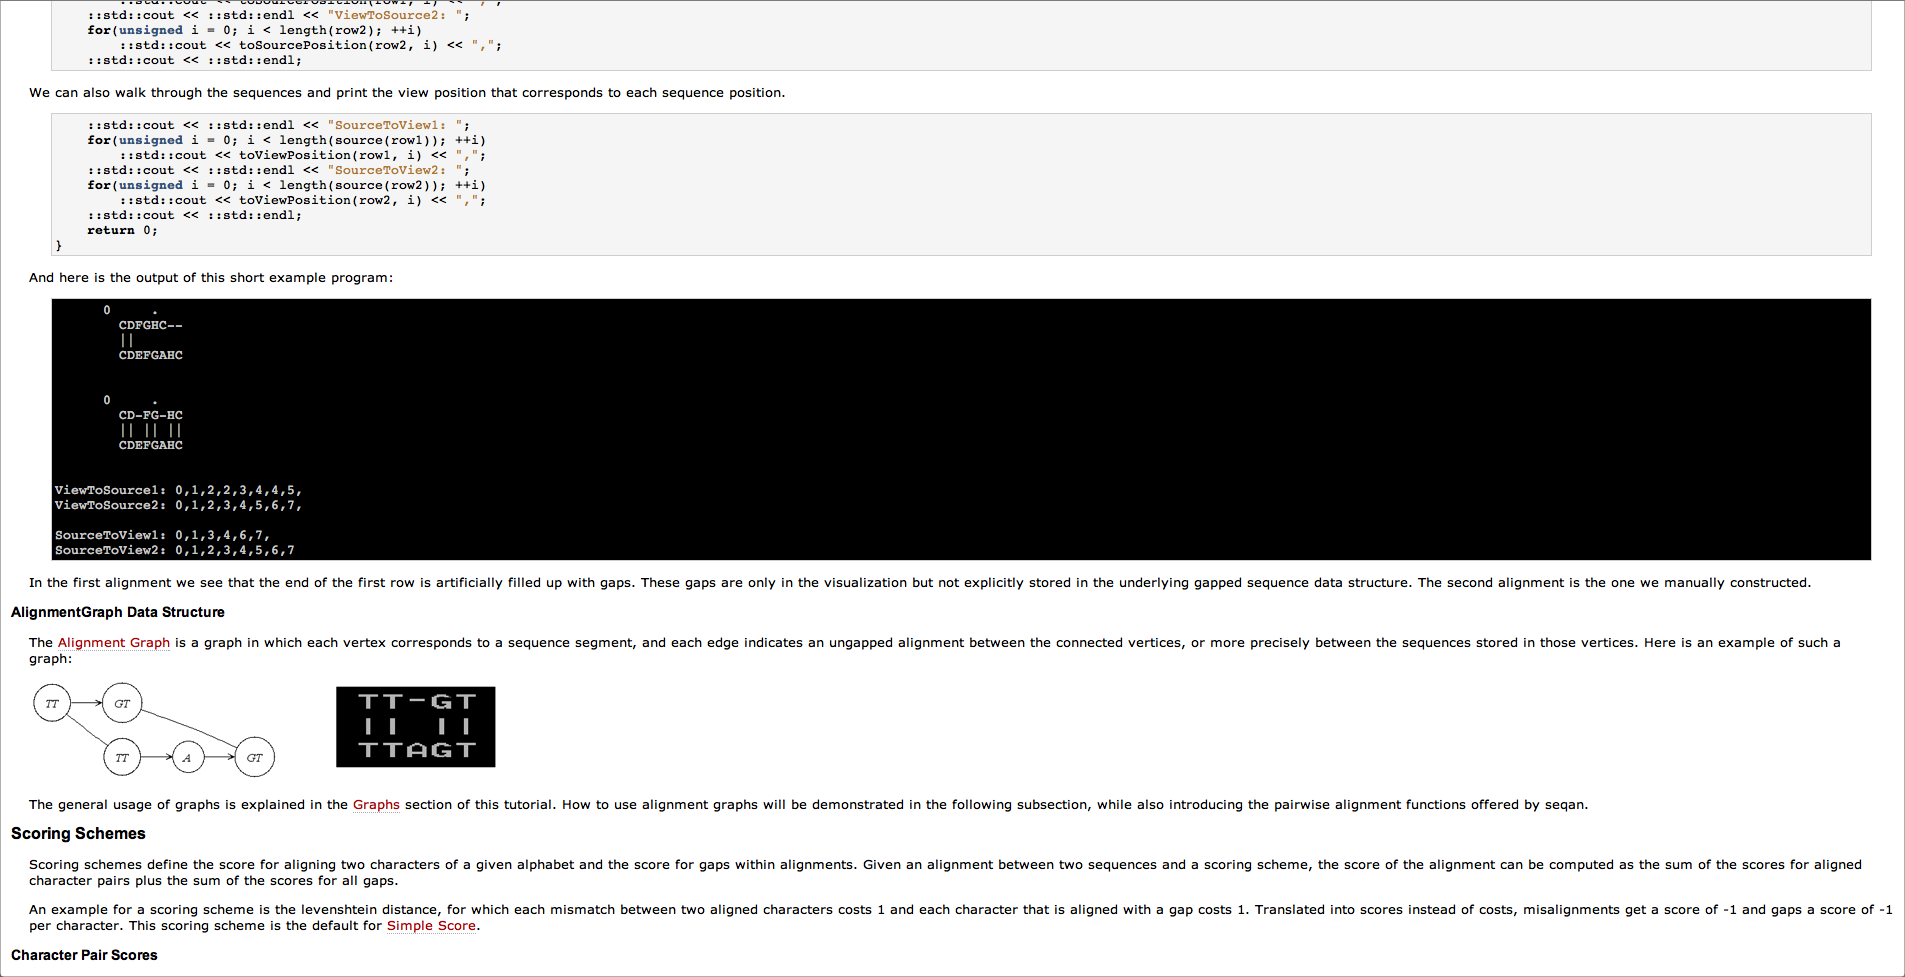 ::std::cout << ::std::endl << "ViewToSource2: ";
for(unsigned i = 0; i < length(row2); ++i)
::std::cout << toSourcePosition(row2, i) << ",";
::std::cout << ::std::endl;
We can also walk through the sequences and print the view position that corresponds to each sequence position.
::std::cout << ::std::endl << "SourceToView1: ";
for(unsigned i = 0; i < length(source(row1)); ++i)
::std::cout << toViewPosition(row1, i) << ",";
::std::cout << ::std::endl << "SourceToView2: ";
for(unsigned i = 0; i < length(source(row2)); ++i)
::std::cout << toViewPosition(row2, i) << ",";
::std::cout << ::std::endl;
return 0;
}
And here is the output of this short example program:
0     .
CDFGHC--
||
CDEFGAHC
0     .
CD-FG-HC
|| || ||
CDEFGAHC
ViewToSource1: 0,1,2,2,3,4,4,5,
ViewToSource2: 0,1,2,3,4,5,6,7,
SourceToView1: 0,1,3,4,6,7,
SourceToView2: 0,1,2,3,4,5,6,7
In the first alignment we see that the end of the first row is artificially filled up with gaps. These gaps are only in the visualization but not explicitly stored in the underlying gapped sequence data structure. The second alignment is the one we manually constructed.
AlignmentGraph Data Structure
The Alignment Graph is a graph in which each vertex corresponds to a sequence segment, and each edge indicates an ungapped alignment between the connected vertices, or more precisely between the sequences stored in those vertices. Here is an example of such a
graph:
TT GT
TT A GT
TT-GT
|| ||
TTAGT
The general usage of graphs is explained in the Graphs section of this tutorial. How to use alignment graphs will be demonstrated in the following subsection, while also introducing the pairwise alignment functions offered by seqan.
Scoring Schemes
Scoring schemes define the score for aligning two characters of a given alphabet and the score for gaps within alignments. Given an alignment between two sequences and a scoring scheme, the score of the alignment can be computed as the sum of the scores for aligned
character pairs plus the sum of the scores for all gaps.
An example for a scoring scheme is the levenshtein distance, for which each mismatch between two aligned characters costs 1 and each character that is aligned with a gap costs 1. Translated into scores instead of costs, misalignments get a score of -1 and gaps a score of -1
per character. This scoring scheme is the default for Simple Score.
Character Pair Scores